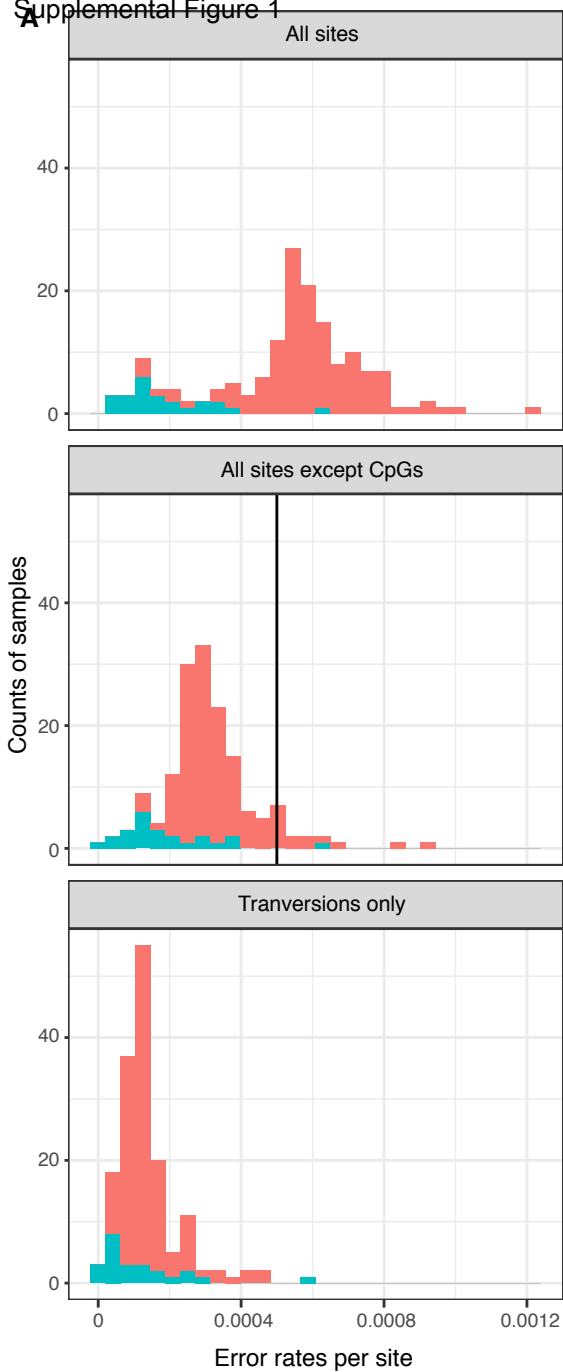 Supplemental Figure 1
A
All sites
40
20
0
All sites except CpGs
40
20
0
Tranversions only
40
20
0
Counts of samples
0 0.0004 0.0008 0.0012
Error rates per site